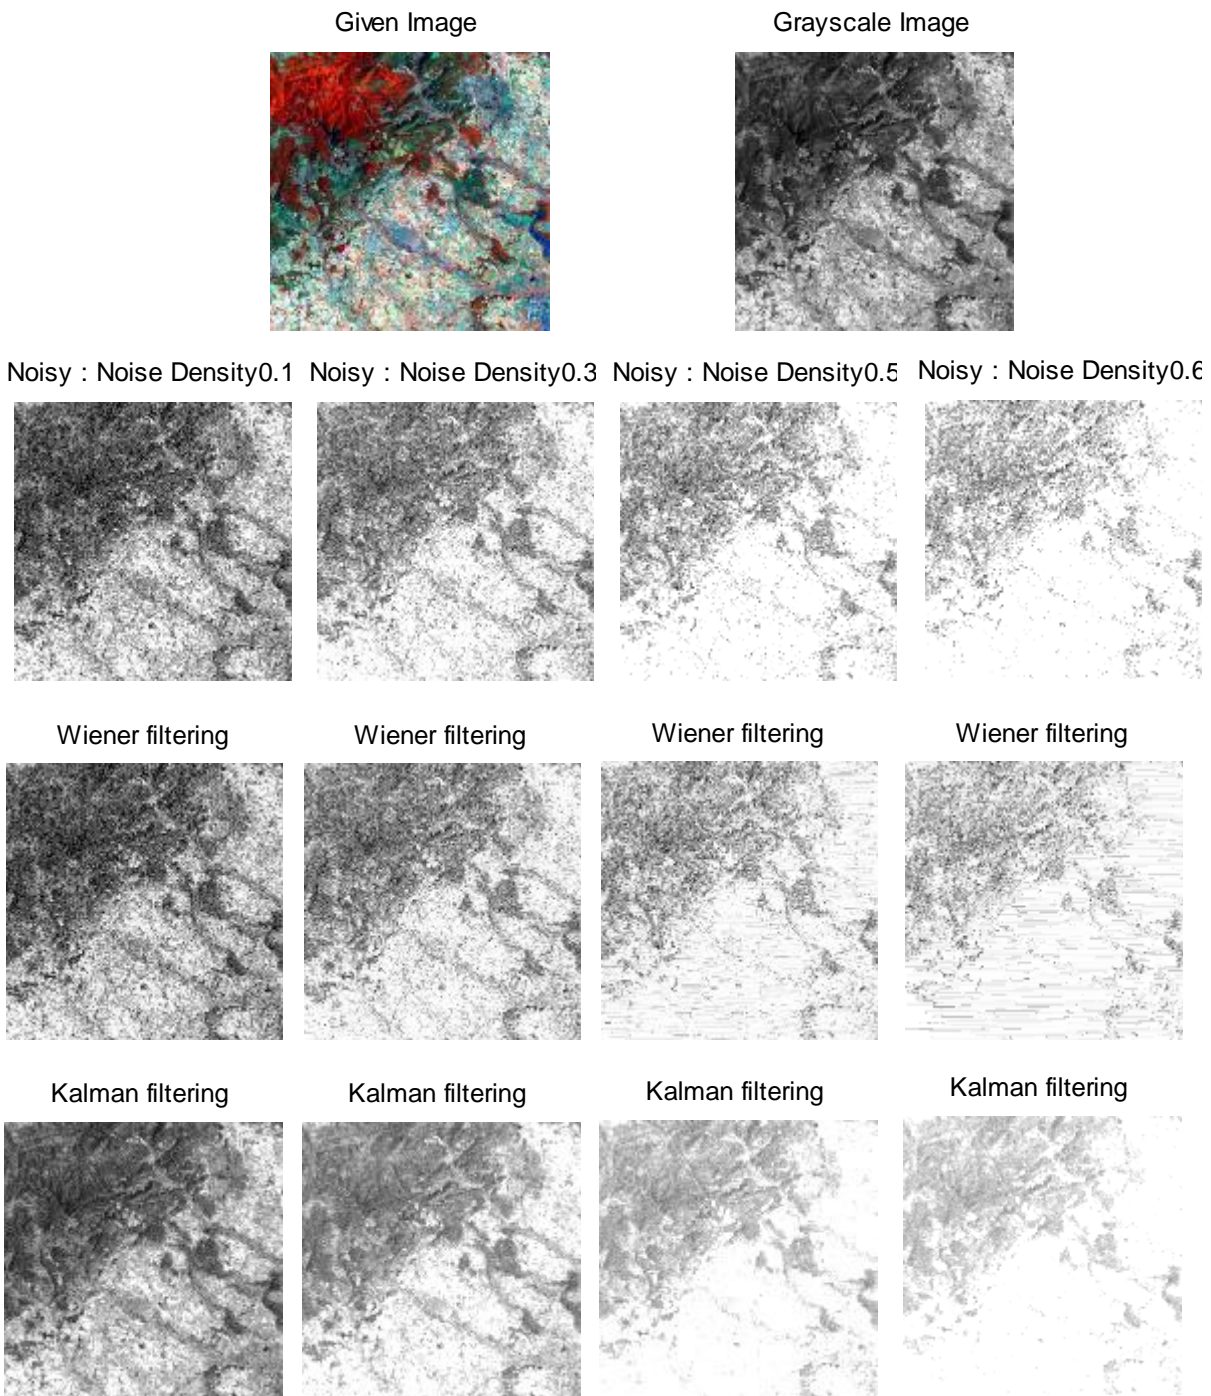 Given Image
Grayscale Image
Noisy : Noise Density0.1
Noisy : Noise Density0.3
Noisy : Noise Density0.5
Noisy : Noise Density0.6
Wiener filtering
Wiener filtering
Wiener filtering
Wiener filtering
Kalman filtering
Kalman filtering
Kalman filtering
Kalman filtering